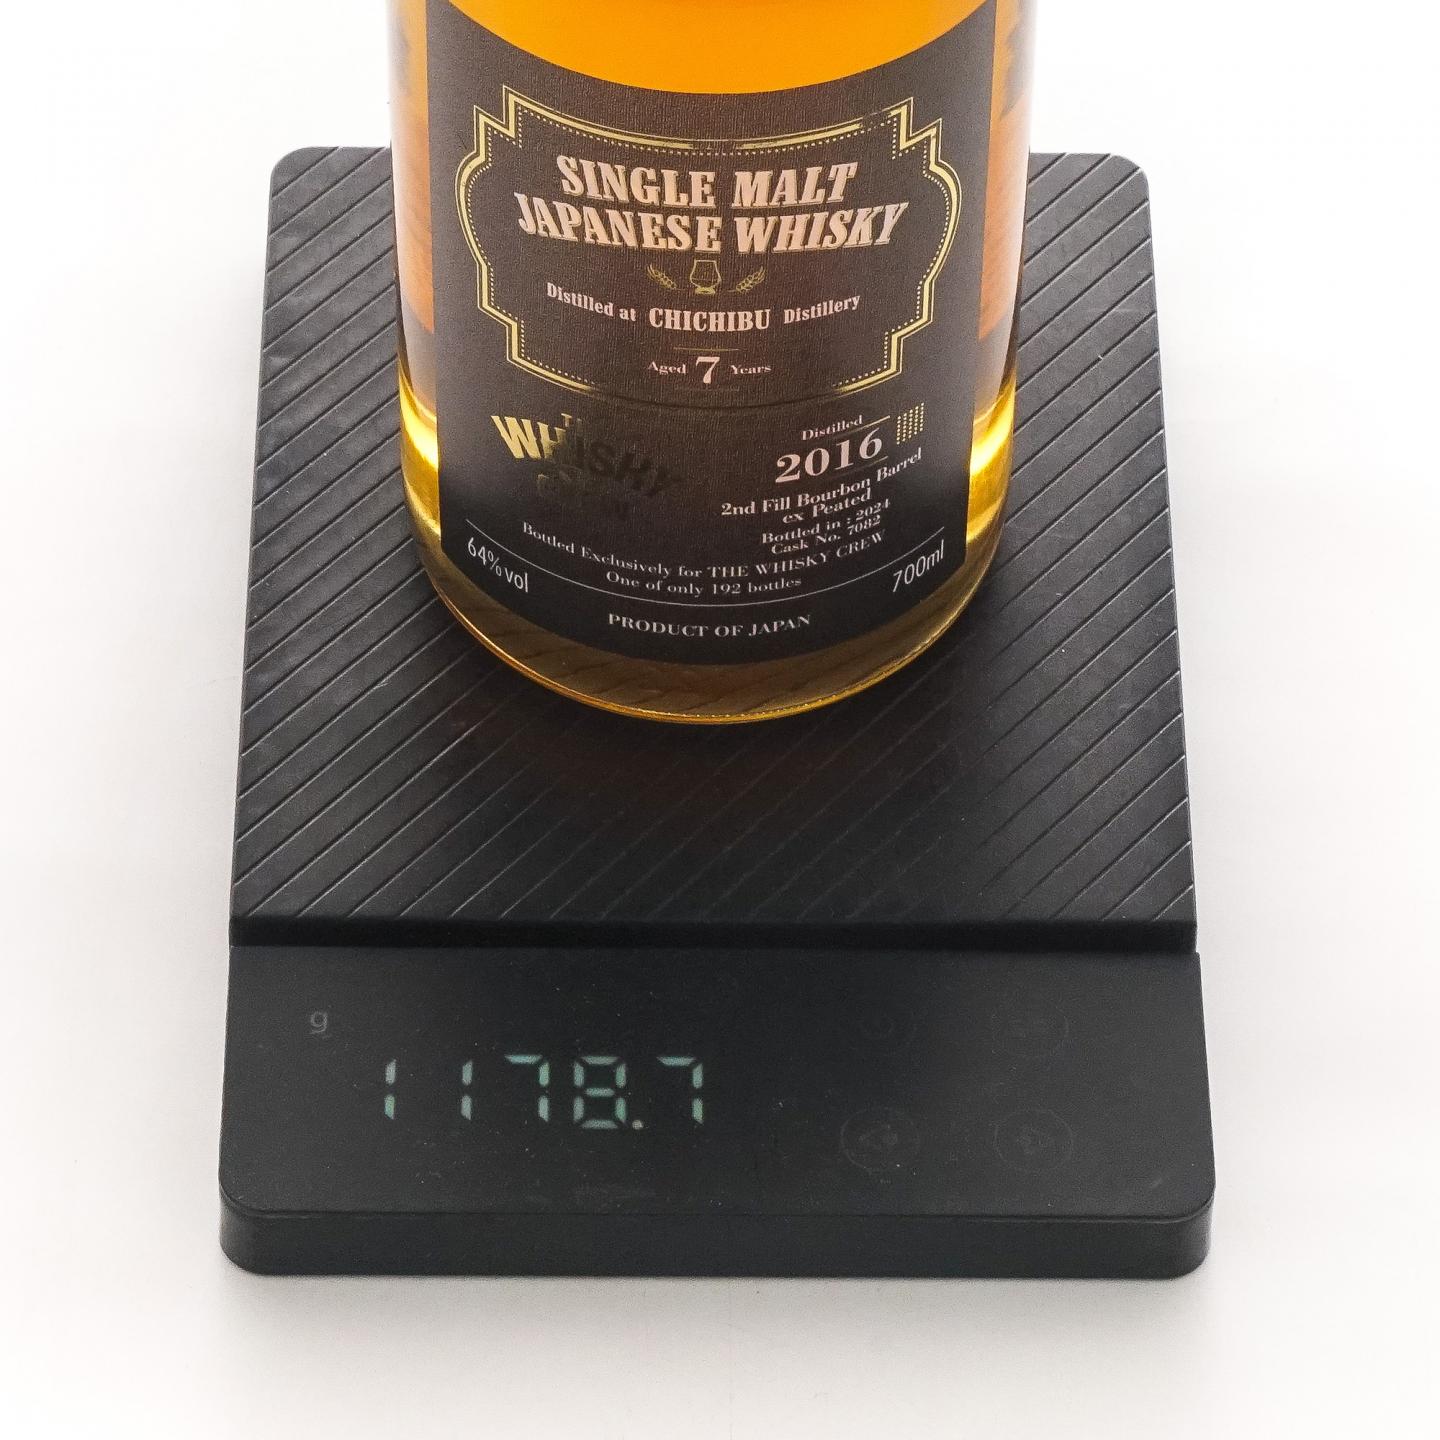 SINGLE MALT
JAPANESE WHISKY
Distilled at CHICHIBU Distillery
Aged 7 Years
WHISKY
Distilled
2016
2nd Fill Bourbon Barrel
ex Peated
Bottled in : 2024
Cask No. 7082
Bottled Exclusively for THE WHISKY CREW
One of only 192 bottles
64% vol
700ml
PRODUCT OF JAPAN
g
1178.7